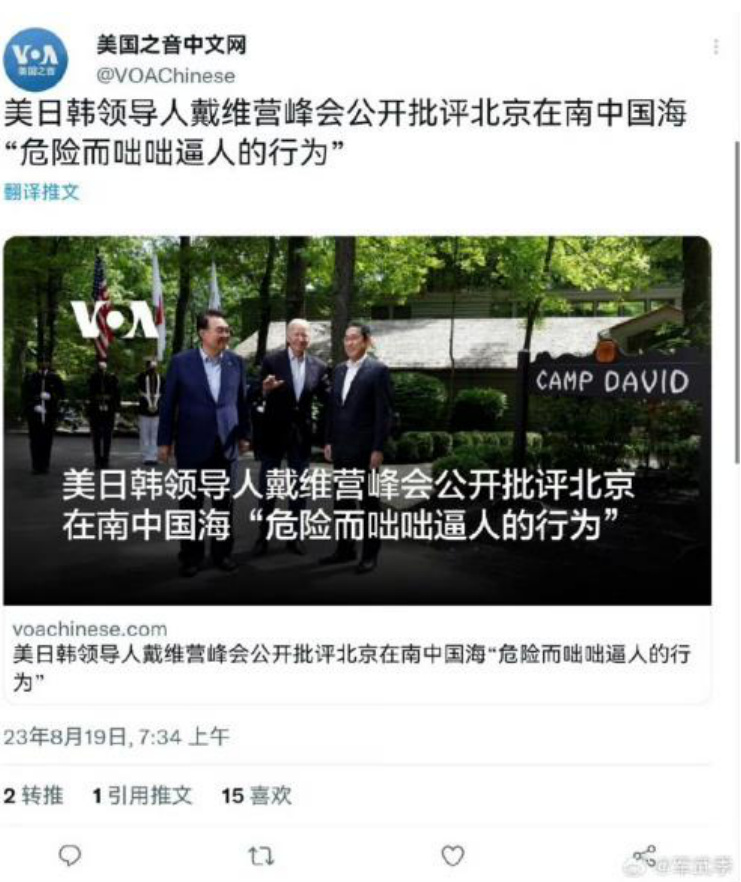 VOA
美国之音
美国之音中文网
@VOAChinese
美日韩领导人戴维营峰会公开批评北京在南中国海
“危险而咄咄逼人的行为”
翻译推文
VOA
CAMP DAVID
美日韩领导人戴维营峰会公开批评北京
在南中国海“危险而咄咄逼人的行为”
voachinese.com
美日韩领导人戴维营峰会公开批评北京在南中国海“危险而咄咄逼人的行
为”
23年8月19日, 7:34 上午
2 转推 1 引用推文 15 喜欢